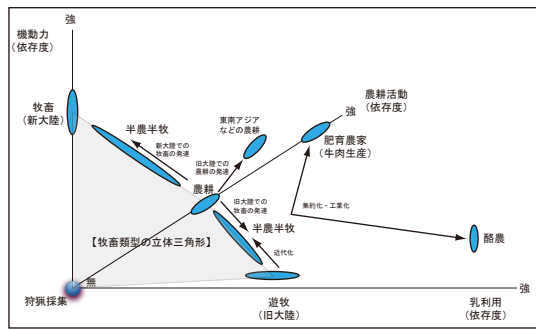 強
機動力
(依存度)
牧畜
(新大陸)
半農半牧
新大陸での
牧畜の発達
東南アジア
などの農耕
旧大陸での
農耕の発達
農耕活動
(依存度)
強
肥育農家
(牛肉生産)
農耕
旧大陸での
牧畜の発達
集約化・工業化
半農半牧
【牧畜類型の立体三角形】
近代化
酪農
無
狩猟採集
遊牧
(旧大陸)
乳利用
(依存度)
強